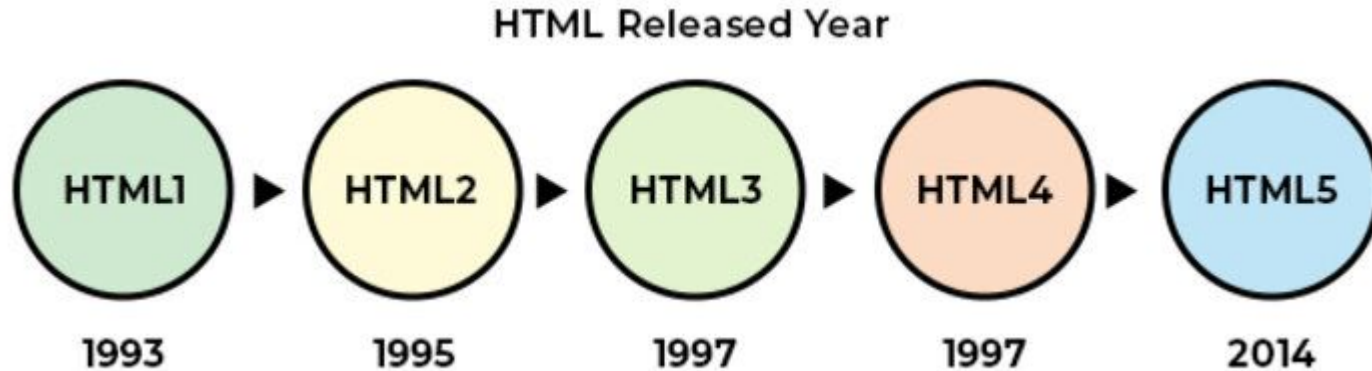 HTML Released Year
HTML1 HTML2 HTML3 HTML4 HTML5
1993 1995 1997 1997 2014